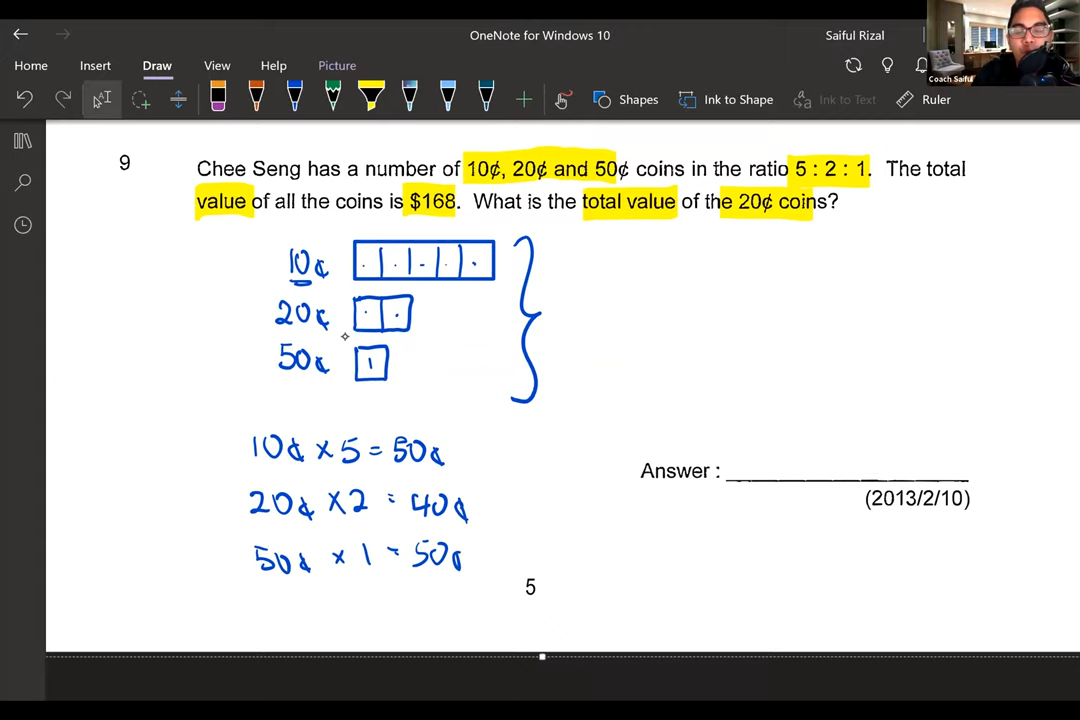 OneNote for Windows 10
Saiful Rizal
Home Insert Draw View Help Picture
Coach Saiful
Shapes Ink to Shape Ink to Text Ruler
9
Chee Seng has a number of 10¢, 20¢ and 50¢ coins in the ratio 5 : 2 : 1. The total
value of all the coins is $168. What is the total value of the 20¢ coins?
10¢
20¢
50¢ 1
10¢ × 5 = 50¢
20¢ × 2 = 40¢
50¢ × 1 = 50¢
Answer : ____________________
(2013/2/10)
5